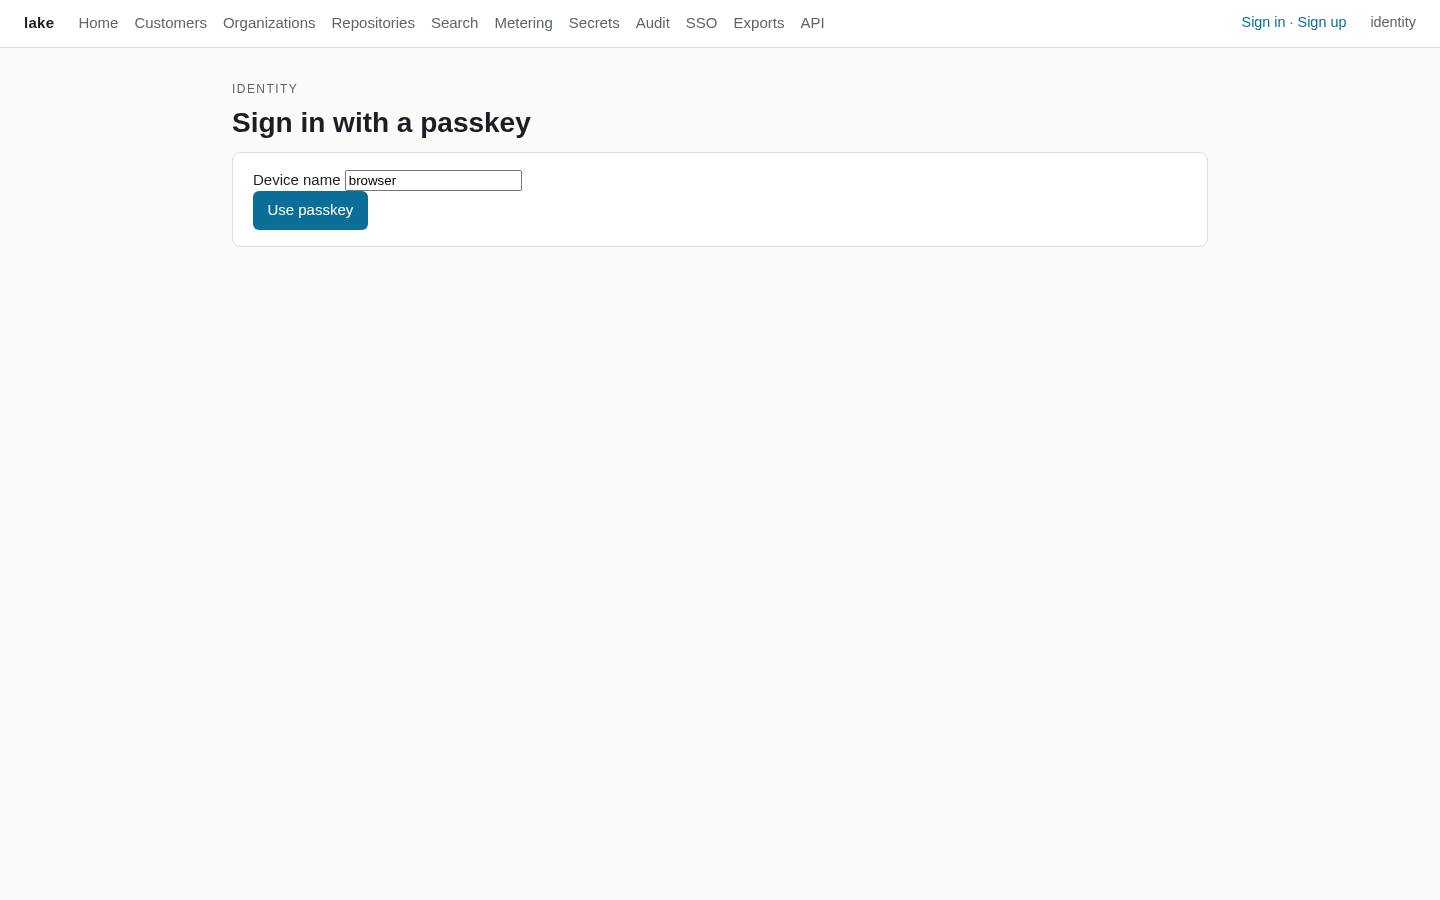 lake Home Customers Organizations Repositories Search Metering Secrets Audit SSO Exports API Sign in · Sign up identity
IDENTITY
Sign in with a passkey
Device name browser
Use passkey